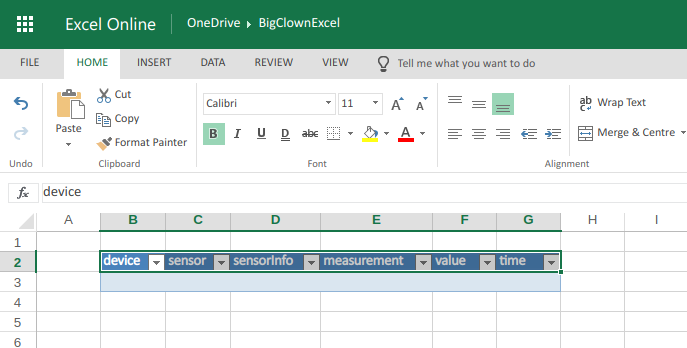 Excel Online OneDrive ▸ BigClownExcel
FILE HOME INSERT DATA REVIEW VIEW Tell me what you want to do
Cut
Copy
Format Painter
Paste
Calibri 11
B I U D abc A
A A
ab c Wrap Text
Merge & Centre
Undo Clipboard Font Alignment
fx device
A B C D E F G H I
1
2 device sensor sensorInfo measurement value time
3
4
5
6